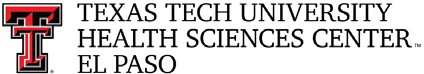 TEXAS TECH UNIVERSITY
HEALTH SCIENCES CENTER™
EL PASO